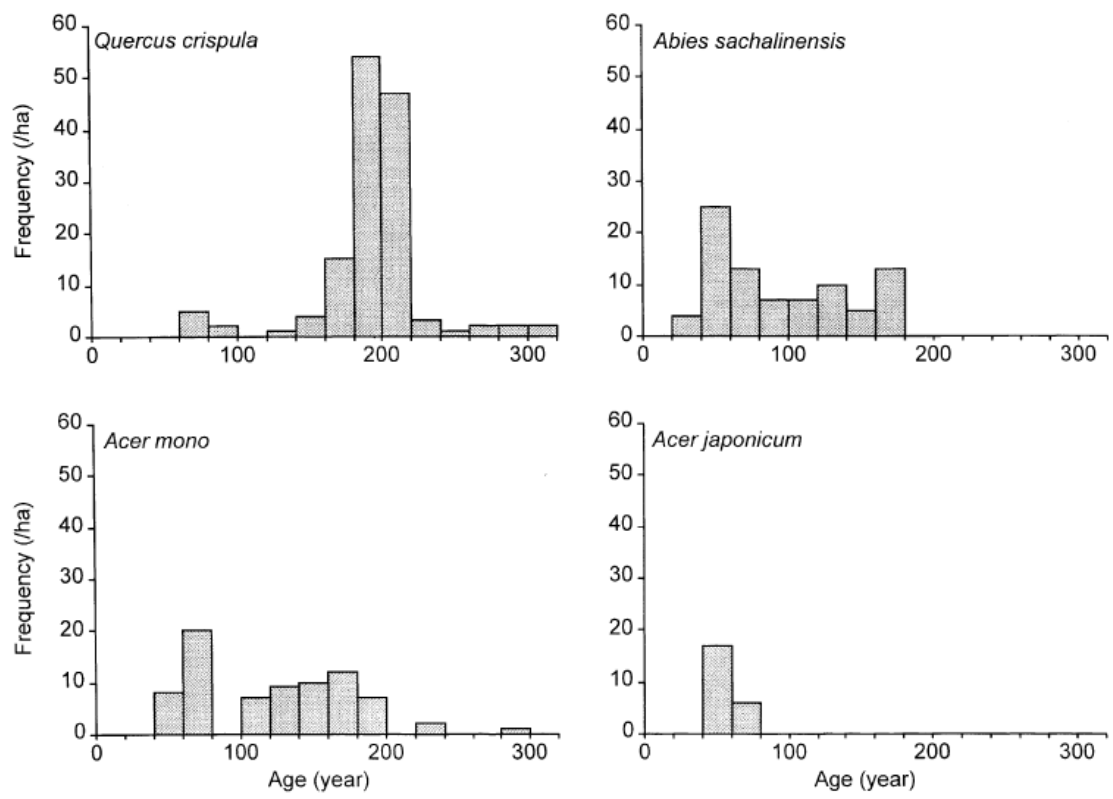 Quercus crispula
60
50
40
30
20
10
0
Frequency (/ha)
0 100 200 300
Abies sachalinensis
60
50
40
30
20
10
0
0 100 200 300
Acer mono
60
50
40
30
20
10
0
Frequency (/ha)
0 100 200 300
Age (year)
Acer japonicum
60
50
40
30
20
10
0
0 100 200 300
Age (year)